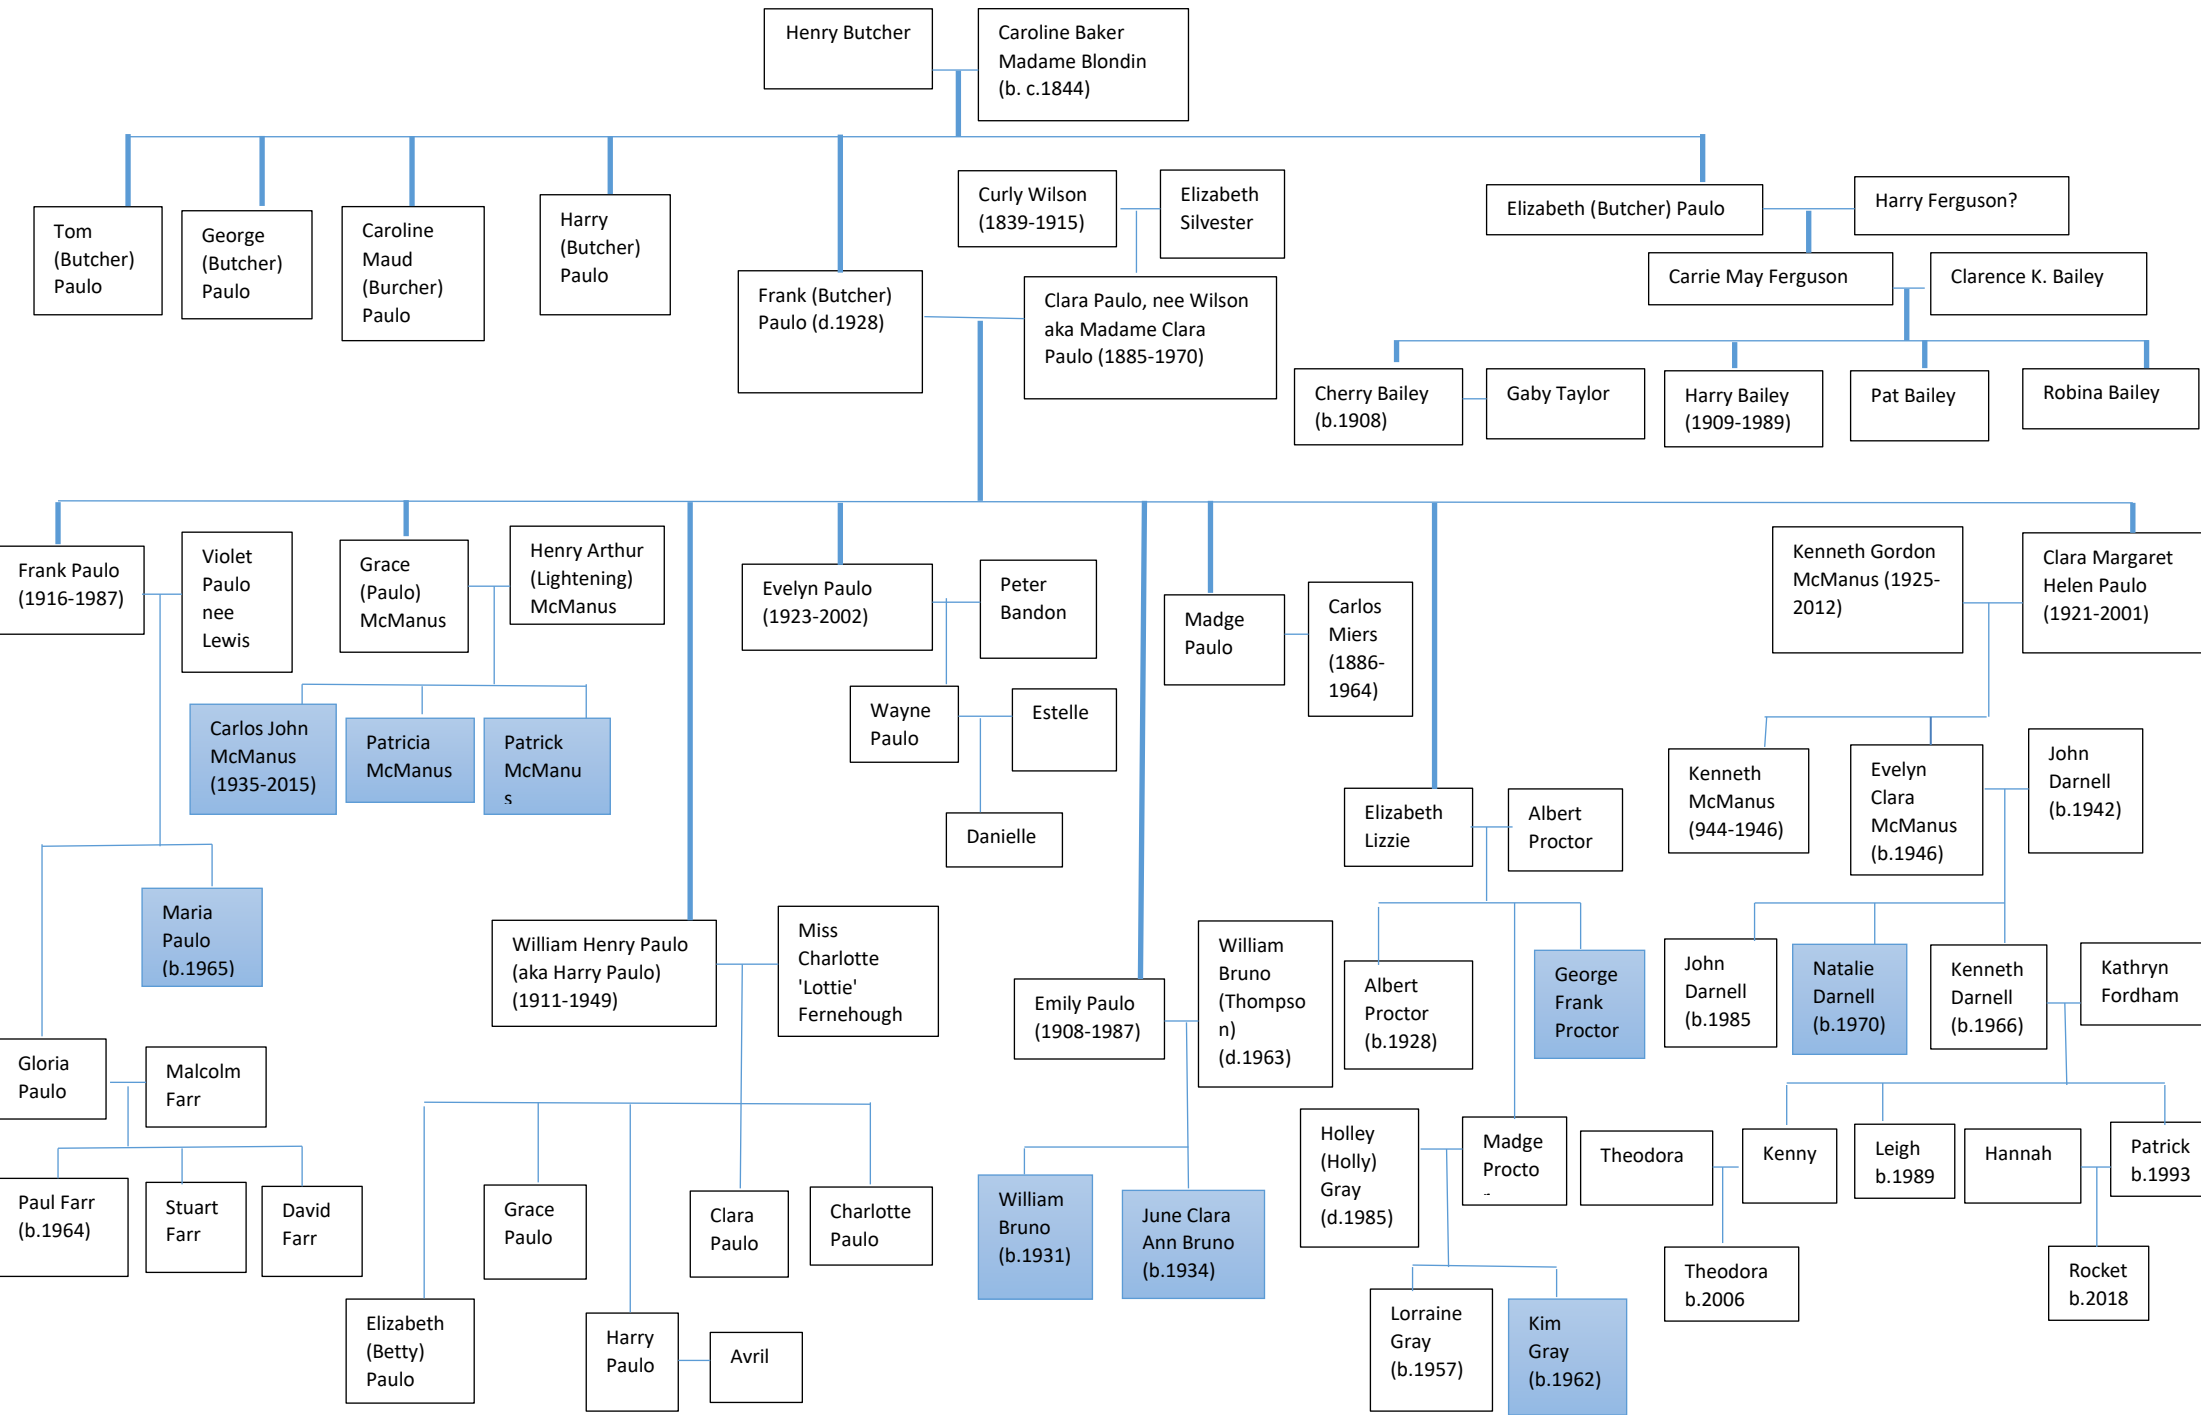 Henry Butcher
Caroline Baker
Madame Blondin
(b. c.1844)
Tom
(Butcher)
Paulo
George
(Butcher)
Paulo
Caroline
Maud
(Burcher)
Paulo
Harry
(Butcher)
Paulo
Frank (Butcher)
Paulo (d.1928)
Curly Wilson
(1839-1915)
Elizabeth
Silvester
Clara Paulo, nee Wilson
aka Madame Clara
Paulo (1885-1970)
Elizabeth (Butcher) Paulo
Harry Ferguson?
Carrie May Ferguson
Clarence K. Bailey
Cherry Bailey
(b.1908)
Gaby Taylor
Harry Bailey
(1909-1989)
Pat Bailey
Robina Bailey
Frank Paulo
(1916-1987)
Violet
Paulo
nee
Lewis
Grace
(Paulo)
McManus
Henry Arthur
(Lightening)
McManus
Evelyn Paulo
(1923-2002)
Peter
Bandon
Madge
Paulo
Carlos
Miers
(1886-
1964)
Kenneth Gordon
McManus (1925-
2012)
Clara Margaret
Helen Paulo
(1921-2001)
Carlos John
McManus
(1935-2015)
Patricia
McManus
Patrick
McManu
s
Wayne
Paulo
Estelle
Danielle
Elizabeth
Lizzie
Albert
Proctor
Kenneth
McManus
(944-1946)
Evelyn
Clara
McManus
(b.1946)
John
Darnell
(b.1942)
Maria
Paulo
(b.1965)
William Henry Paulo
(aka Harry Paulo)
(1911-1949)
Miss
Charlotte
'Lottie'
Fernehough
Emily Paulo
(1908-1987)
William
Bruno
(Thompso
n)
(d.1963)
Albert
Proctor
(b.1928)
George
Frank
Proctor
John
Darnell
(b.1985
Natalie
Darnell
(b.1970)
Kenneth
Darnell
(b.1966)
Kathryn
Fordham
Gloria
Paulo
Malcolm
Farr
Paul Farr
(b.1964)
Stuart
Farr
David
Farr
Grace
Paulo
Clara
Paulo
Charlotte
Paulo
Elizabeth
(Betty)
Paulo
Harry
Paulo
Avril
William
Bruno
(b.1931)
June Clara
Ann Bruno
(b.1934)
Holley
(Holly)
Gray
(d.1985)
Madge
Procto
Theodora
Kenny
Leigh
b.1989
Hannah
Patrick
b.1993
Lorraine
Gray
(b.1957)
Kim
Gray
(b.1962)
Theodora
b.2006
Rocket
b.2018